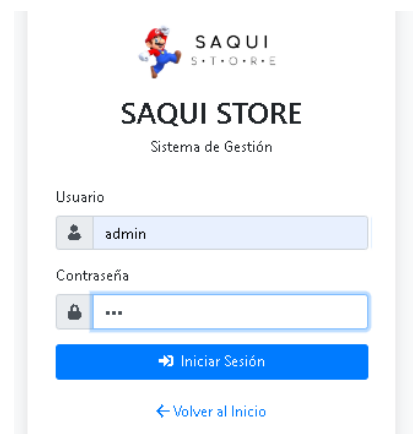 SAQUI
S·T·O·R·E
SAQUI STORE
Sistema de Gestión
Usuario
admin
Contraseña
•••
Iniciar Sesión
← Volver al Inicio